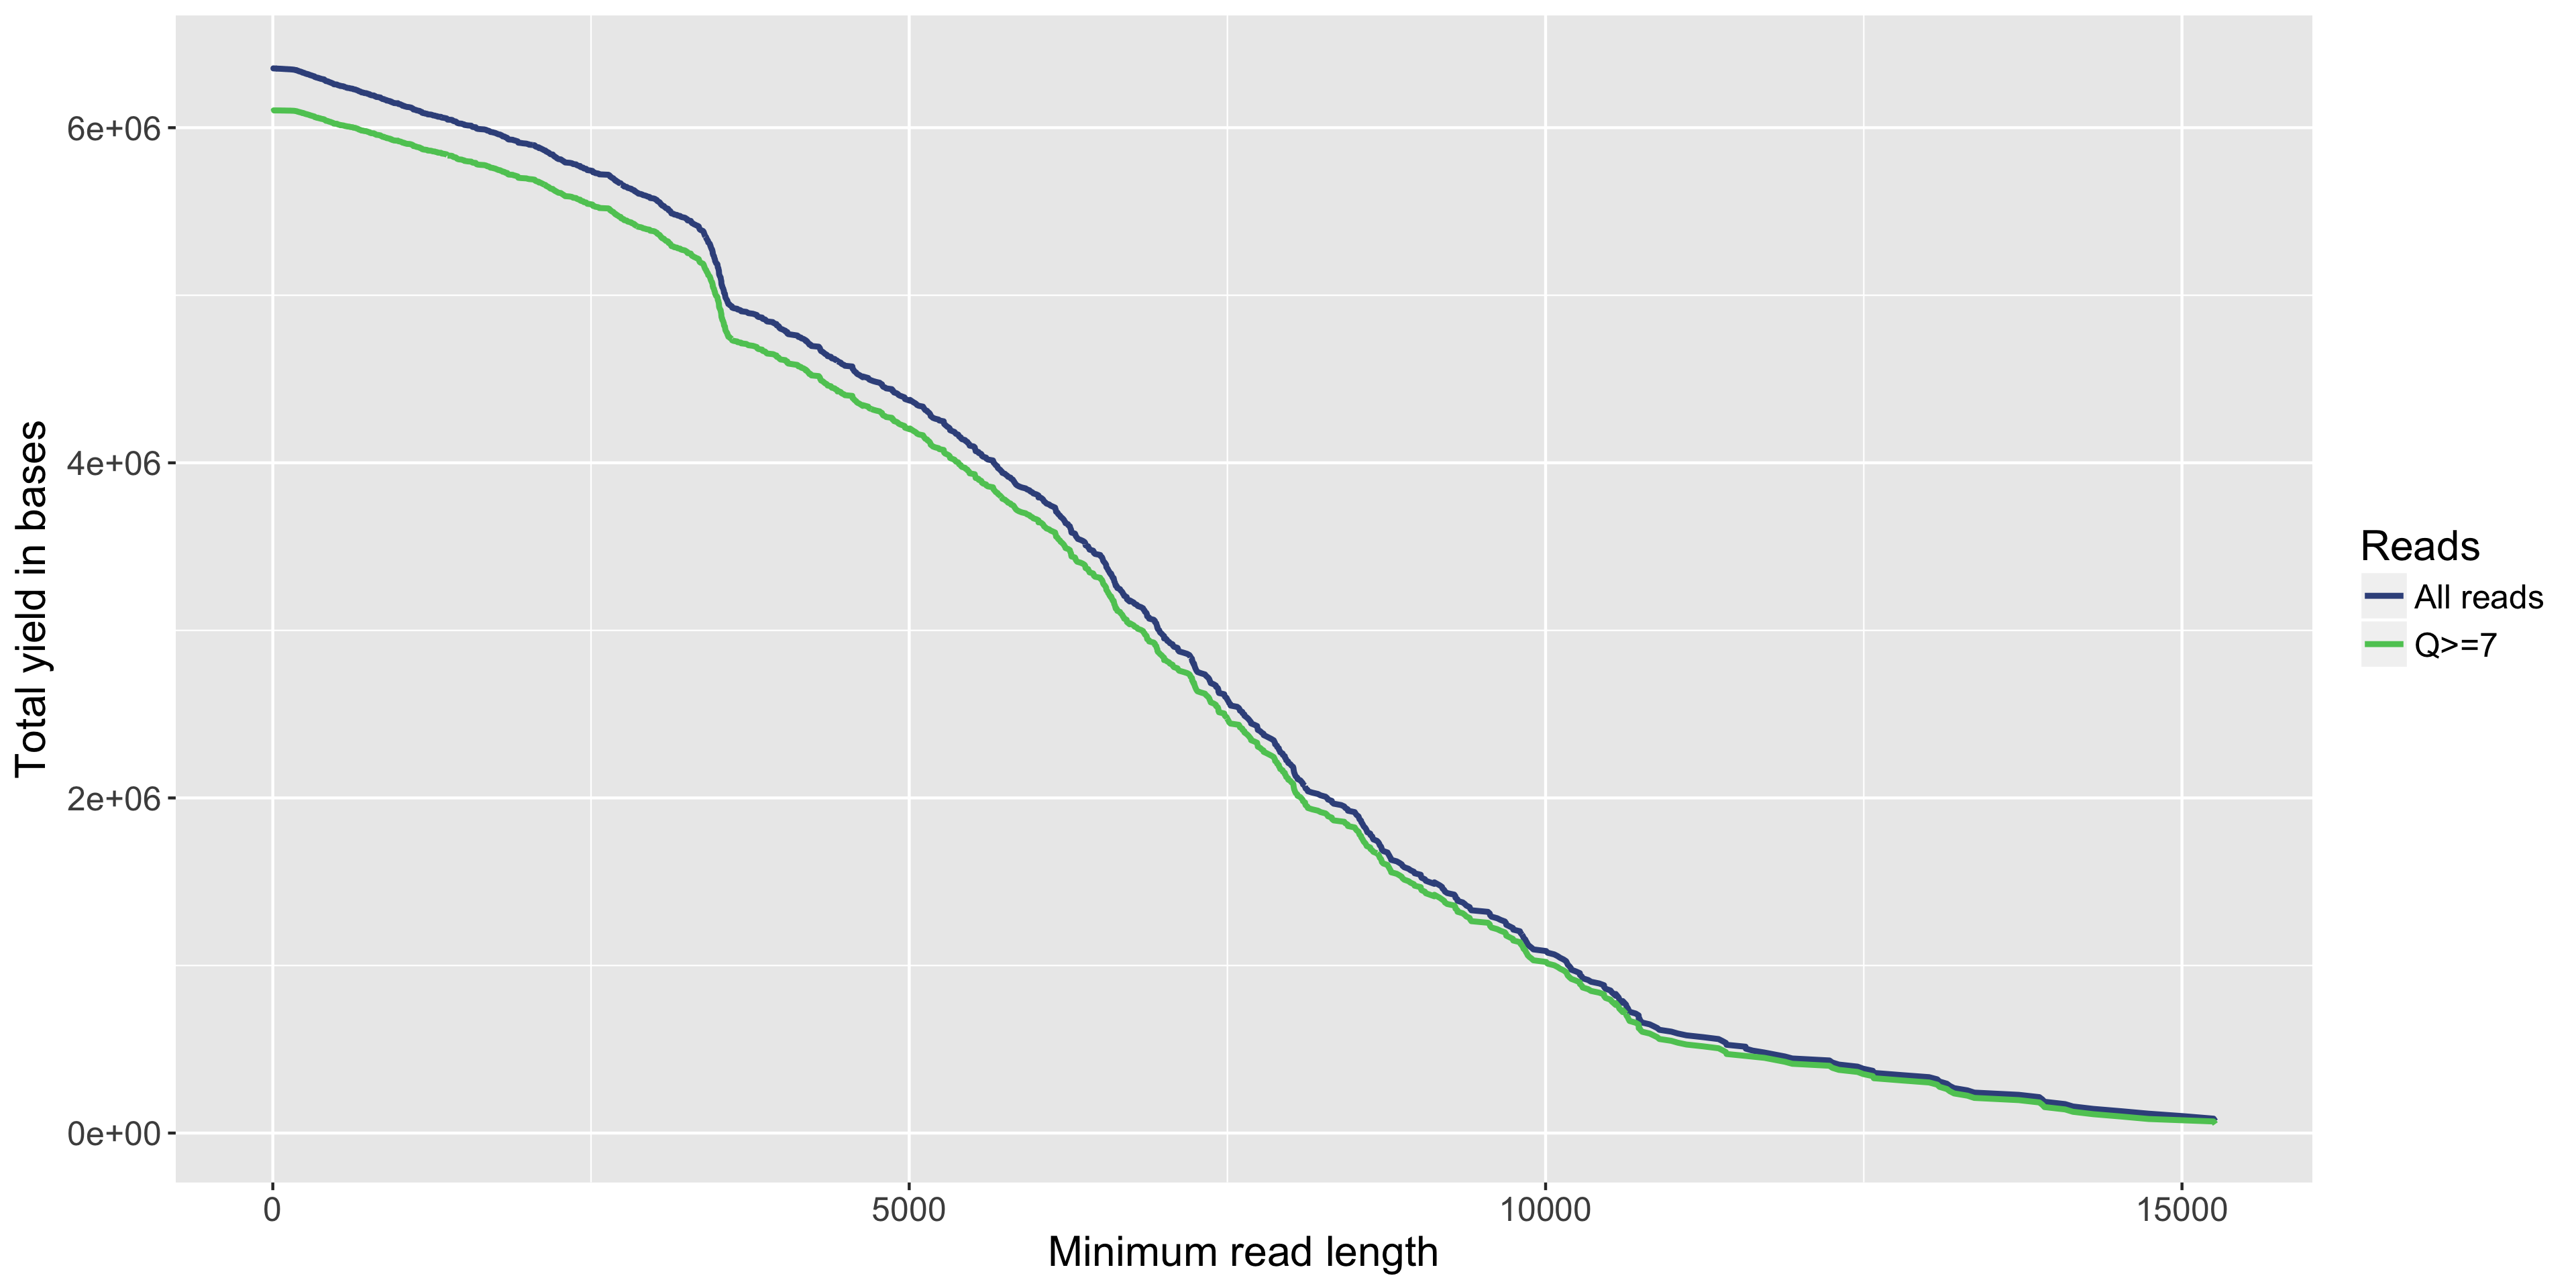 Total yield in bases
6e+06
4e+06
2e+06
0e+00
0
5000
10000
15000
Minimum read length
Reads
All reads
Q>=7